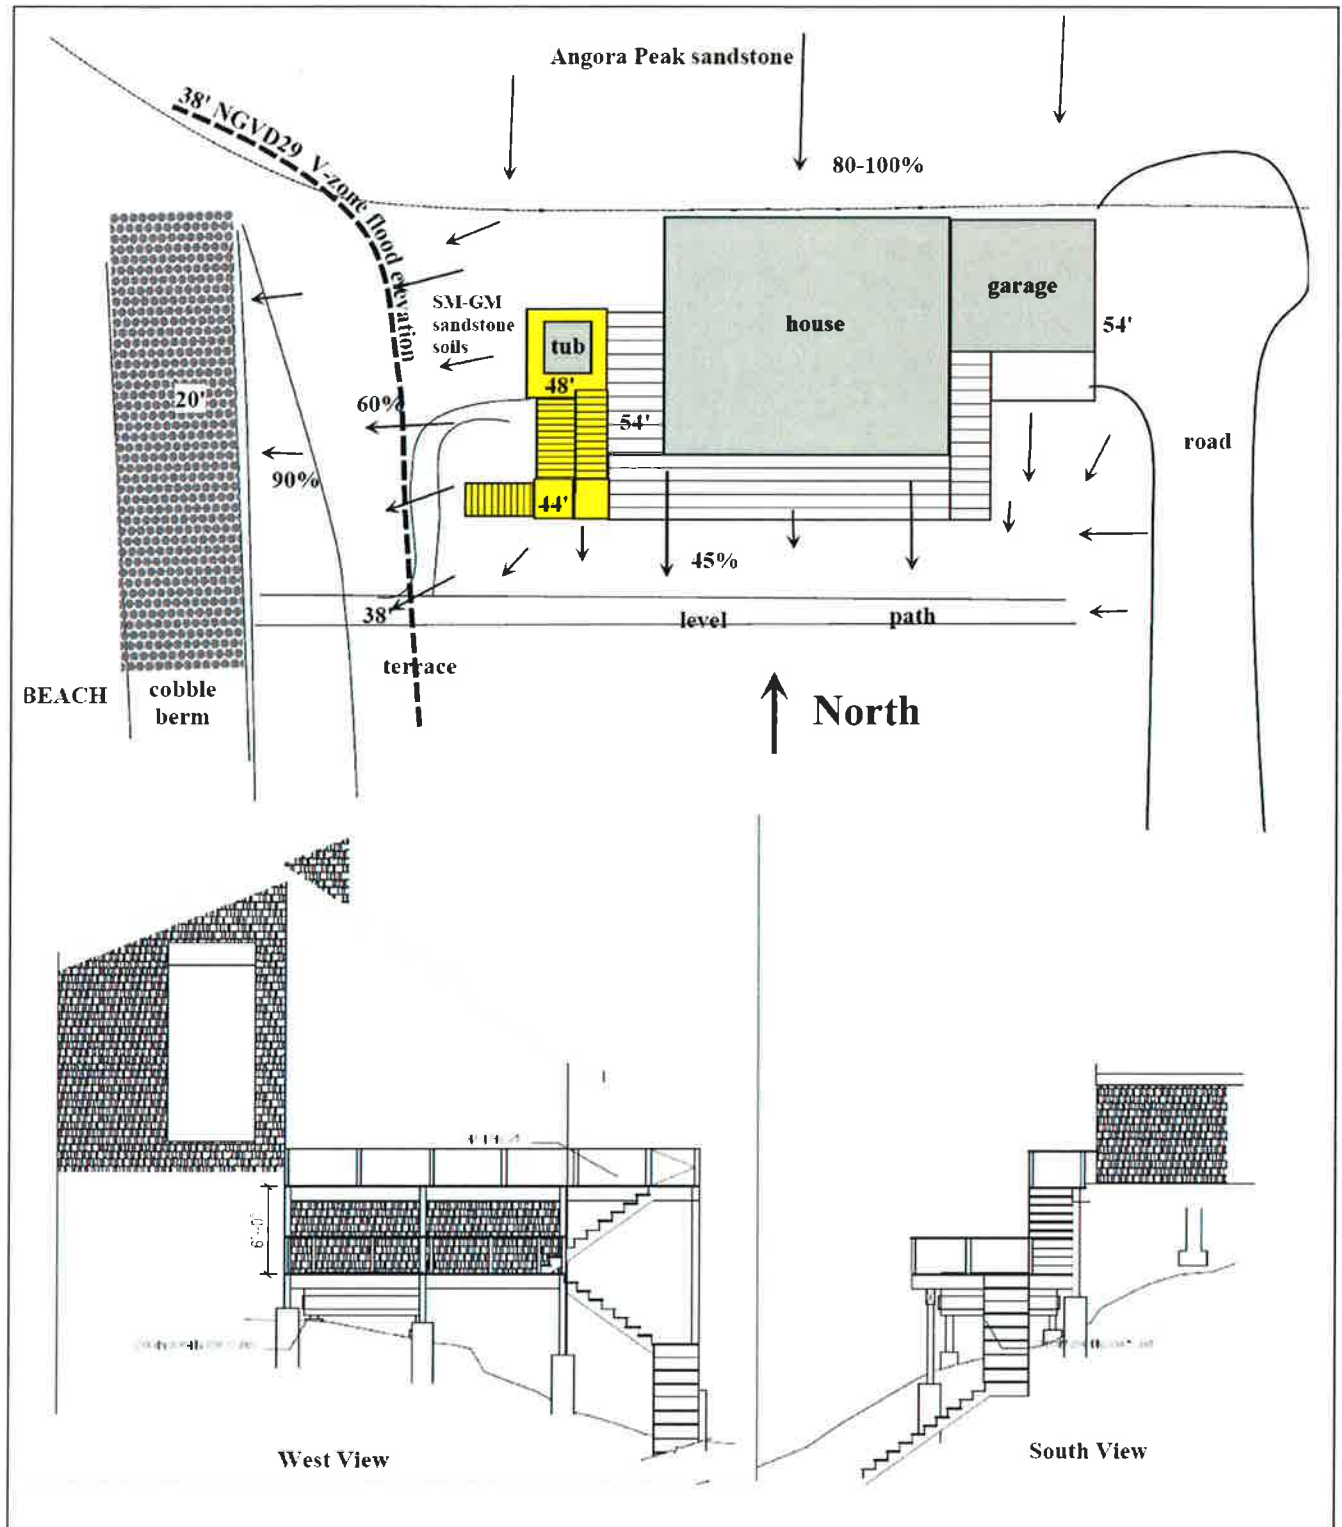 Angora Peak sandstone
38' NGVD29 V-zone flood elevation
80-100%
SM-GM
sandstone
soils
garage
house
54'
tub
48'
20'
60%
54'
road
90%
44'
45%
38'
level path
terrace
BEACH
cobble
berm
North
6'-0"
West View
South View